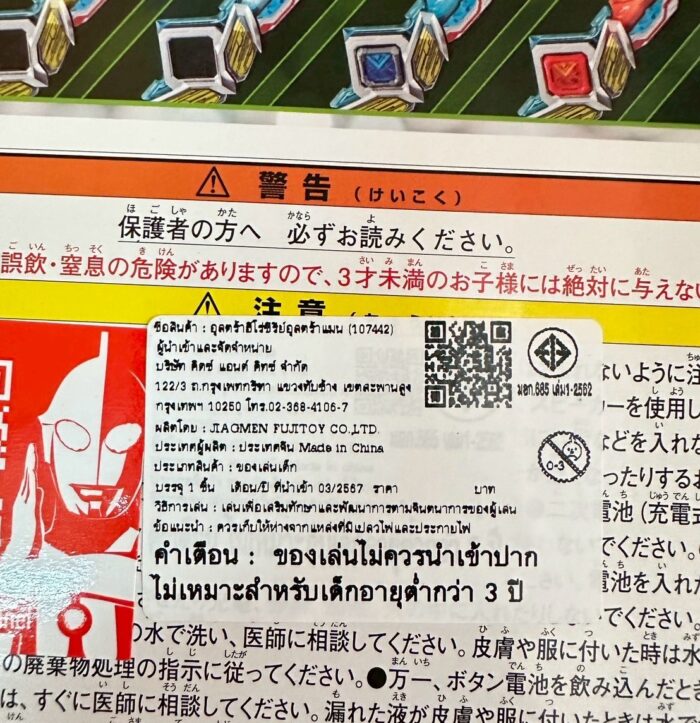 警告(けいこく)
保護者の方へ 必ずお読みください。
誤飲・窒息の危険がありますので、3才未満のお子様には絶対に与えない
注意
ชื่อสินค้า : อุลตร้าฮีโร่ซีรีย์อุลตร้าแมน (107442)
ผู้นำเข้าและจัดจำหน่าย
บริษัท คิดซ์ แอนด์ คิทซ์ จำกัด
122/3 ถ.กรุงเทพกรีฑา แขวงทับช้าง เขตสะพานสูง
กรุงเทพฯ 10250 โทร.02-368-4106-7
ผลิตโดย : JIAGMEN FUJITOY CO.,LTD.
ประเทศผู้ผลิต : ประเทศจีน Made in China
ประเภทสินค้า : ของเล่นเด็ก
บรรจุ 1 ชิ้น เดือน/ปี ที่นำเข้า 03/2567 ราคา บาท
วิธีการเล่น : เล่นเพื่อเสริมทักษะและพัฒนาการตามจินตนาการของผู้เล่น
ข้อแนะนำ : ควรเก็บให้ห่างจากแหล่งที่มีเปลวไฟและประกายไฟ
คำเตือน : ของเล่นไม่ควรนำเข้าปาก
ไม่เหมาะสำหรับเด็กอายุต่ำกว่า 3 ปี
มอก.685 เล่ม1-2562
0-3
ないように注
ーを使用し
などを入れな
ったりするお
電池(充電式
でください。
電池を入れた
でください。
の水で洗い、医師に相談してください。皮膚や服に付いた時は水
の廃棄物処理の指示に従ってください。●万一、ボタン電池を飲み込んだとき
は、すぐに医師に相談してください。漏れた液が皮膚や服に付いたときは水